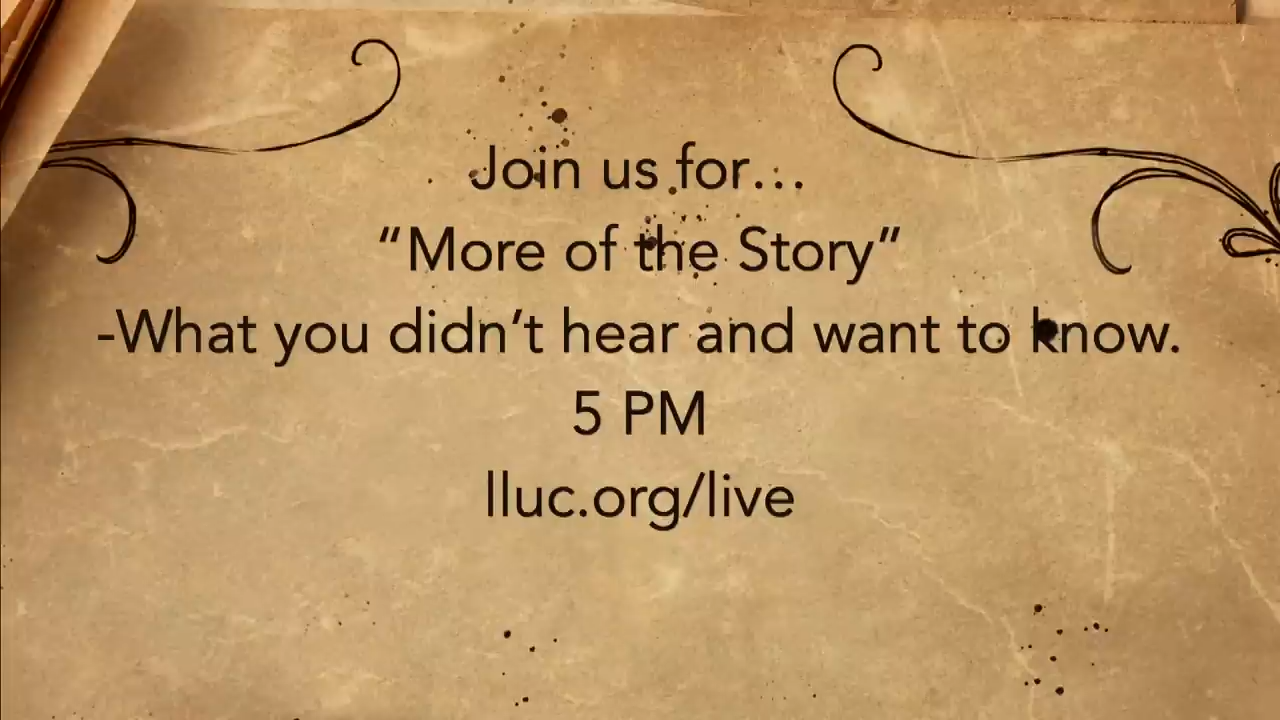 Join us for…
“More of the Story”
-What you didn’t hear and want to know.
5 PM
lluc.org/live